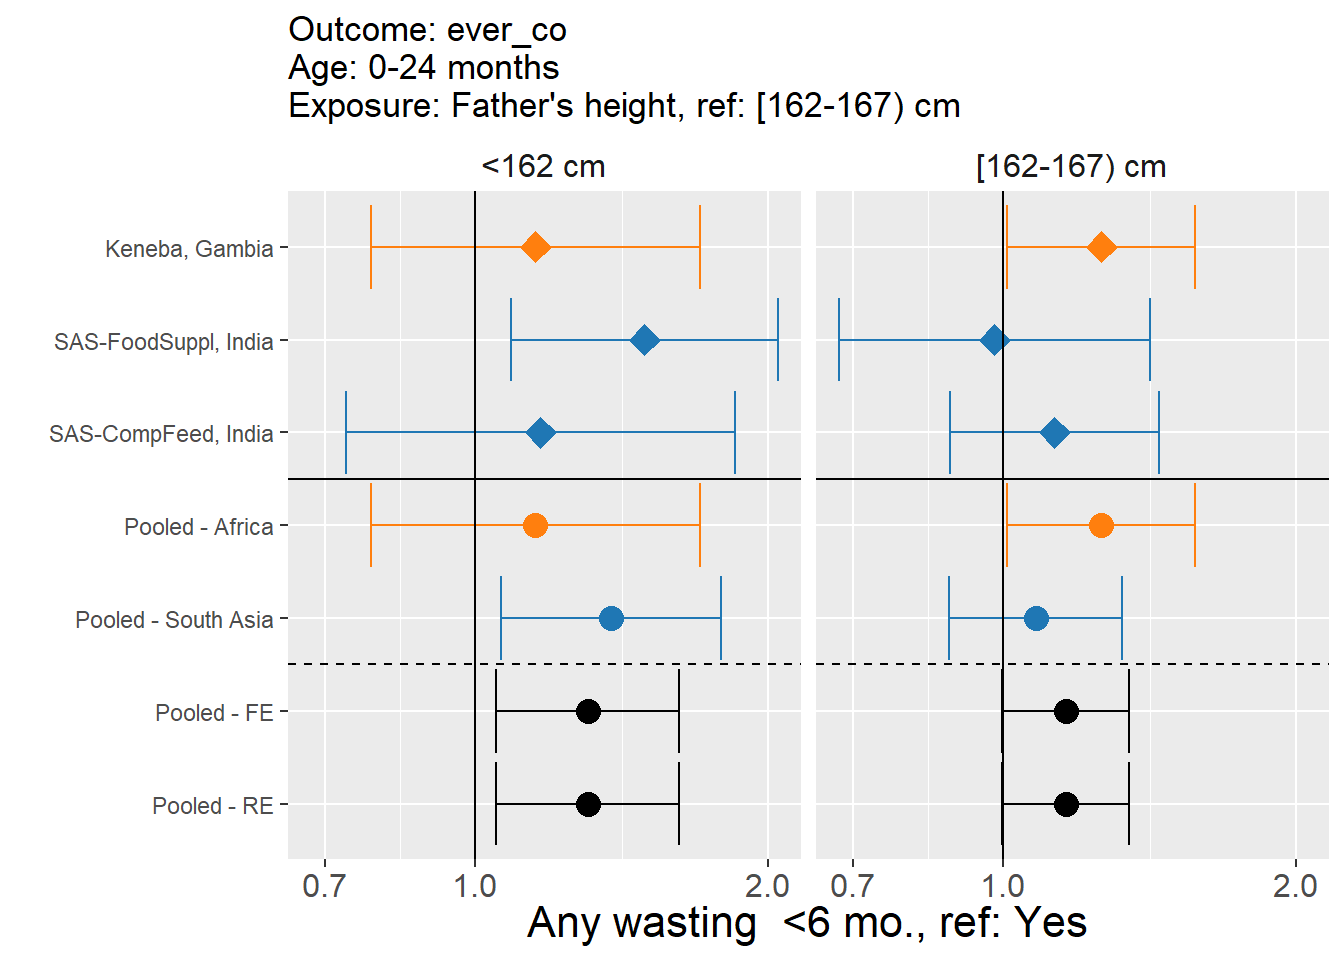 Outcome: ever_co
Age: 0-24 months
Exposure: Father's height, ref: [162-167) cm
<162 cm
[162-167) cm
Keneba, Gambia
SAS-FoodSuppl, India
SAS-CompFeed, India
Pooled - Africa
Pooled - South Asia
Pooled - FE
Pooled - RE
0.7 1.0 2.0 0.7 1.0 2.0
Any wasting  <6 mo., ref: Yes